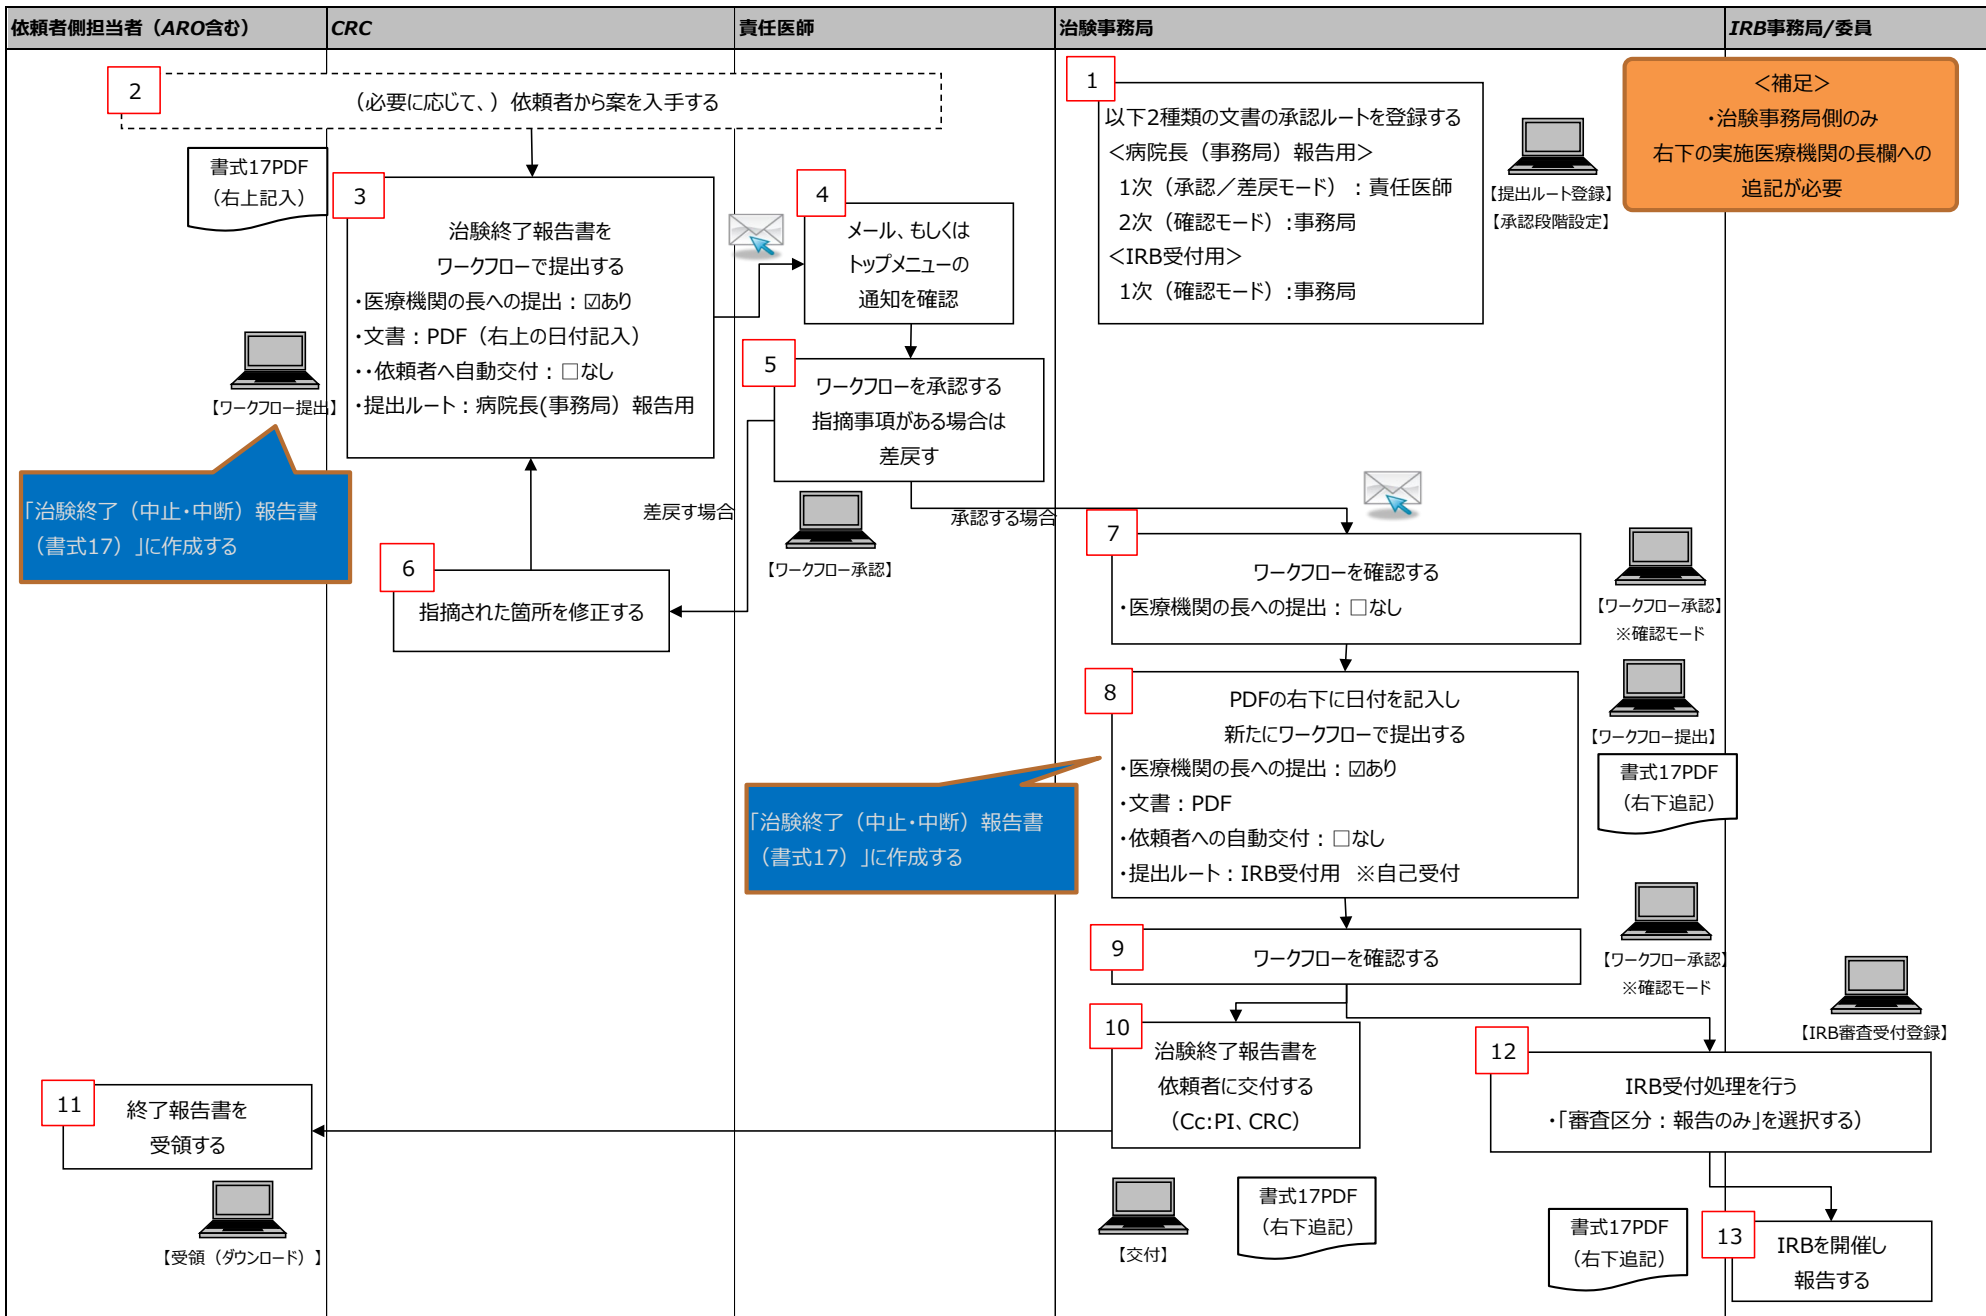 依頼者側担当者（ARO含む）
CRC
責任医師
治験事務局
IRB事務局/委員
1
以下2種類の文書の承認ルートを登録する
＜病院長（事務局）報告用＞
1次（承認／差戻モード）：責任医師
2次（確認モード）：事務局
＜IRB受付用＞
1次（確認モード）：事務局
【提出ルート登録】
【承認段階設定】
＜補足＞
・治験事務局側のみ
右下の実施医療機関の長欄への
追記が必要
2
（必要に応じて、）依頼者から案を入手する
書式17PDF
（右上記入）
3
治験終了報告書を
ワークフローで提出する
・医療機関の長への提出：☑あり
・文書：PDF（右上の日付記入）
・・依頼者へ自動交付：□なし
・提出ルート：病院長(事務局）報告用
【ワークフロー提出】
「治験終了（中止・中断）報告書
（書式17）」に作成する
4
メール、もしくは
トップメニューの
通知を確認
5
ワークフローを承認する
指摘事項がある場合は
差戻す
【ワークフロー承認】
差戻す場合
承認する場合
6
指摘された箇所を修正する
7
ワークフローを確認する
・医療機関の長への提出：□なし
【ワークフロー承認】
※確認モード
8
PDFの右下に日付を記入し
新たにワークフローで提出する
・医療機関の長への提出：☑あり
・文書：PDF
・依頼者への自動交付：□なし
・提出ルート：IRB受付用　※自己受付
【ワークフロー提出】
書式17PDF
（右下追記）
「治験終了（中止・中断）報告書
（書式17）」に作成する
9
ワークフローを確認する
【ワークフロー承認】
※確認モード
10
治験終了報告書を
依頼者に交付する
（Cc:PI、CRC）
【交付】
書式17PDF
（右下追記）
11
終了報告書を
受領する
【受領（ダウンロード）】
【IRB審査受付登録】
12
IRB受付処理を行う
・「審査区分：報告のみ」を選択する）
書式17PDF
（右下追記）
13
IRBを開催し
報告する